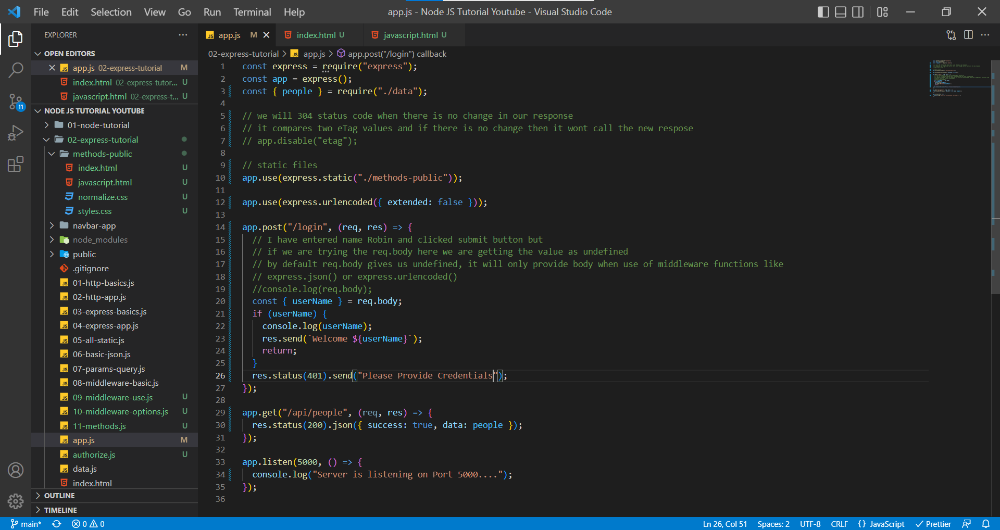 File Edit Selection View Go Run Terminal Help
app.js - Node JS Tutorial Youtube - Visual Studio Code
EXPLORER
OPEN EDITORS
app.js 02-express-tutorial M
index.html 02-express-tutor... U
javascript.html 02-express-t... U
11
NODE JS TUTORIAL YOUTUBE
01-node-tutorial
02-express-tutorial
methods-public
index.html U
javascript.html U
normalize.css U
styles.css U
navbar-app
node_modules
public
.gitignore
01-http-basics.js
02-http-app.js
03-express-basics.js
04-express-app.js
05-all-static.js
06-basic-json.js
07-params-query.js
08-middleware-basic.js
09-middleware-use.js U
10-middleware-options.js U
11-methods.js U
app.js M
authorize.js U
data.js
index.html
OUTLINE
TIMELINE
app.js M
index.html U
javascript.html U
02-express-tutorial > app.js > app.post("/login") callback
1 const express = require("express");
2 const app = express();
3 const { people } = require("./data");
4
5 // we will 304 status code when there is no change in our response
6 // it compares two eTag values and if there is no change then it wont call the new respose
7 // app.disable("etag");
8
9 // static files
10 app.use(express.static("./methods-public"));
11
12 app.use(express.urlencoded({ extended: false }));
13
14 app.post("/login", (req, res) => {
15 // I have entered name Robin and clicked submit button but
16 // if we are trying the req.body here we are getting the value as undefined
17 // by default req.body gives us undefined, it will only provide body when use of middleware functions like
18 // express.json() or express.urlencoded()
19 //console.log(req.body);
20 const { userName } = req.body;
21 if (userName) {
22 console.log(userName);
23 res.send(`Welcome ${userName}`);
24 return;
25 }
26 res.status(401).send("Please Provide Credentials");
27 });
28
29 app.get("/api/people", (req, res) => {
30 res.status(200).json({ success: true, data: people });
31 });
32
33 app.listen(5000, () => {
34 console.log("Server is listening on Port 5000....");
35 });
36
main* 0 0
Ln 26, Col 51 Spaces: 2 UTF-8 CRLF {} JavaScript Prettier